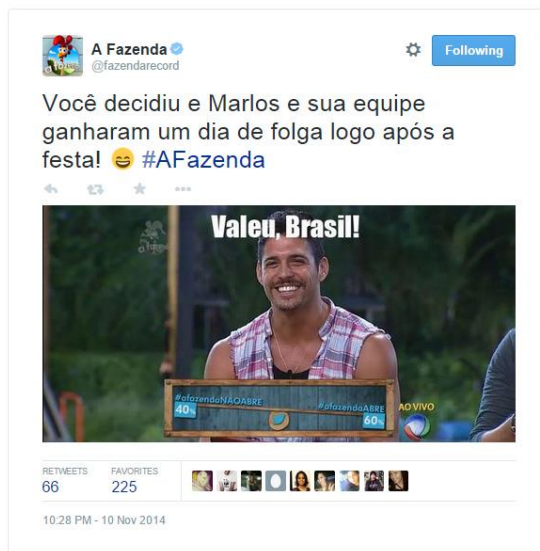 A Fazenda
@fazendarecord
Following
Você decidiu e Marlos e sua equipe
ganharam um dia de folga logo após a
festa! 😄 #AFazenda
Valeu, Brasil!
#afazendaNAOABRE
40%
#afazendaABRE
60%
AO VIVO
RETWEETS
66
FAVORITES
225
10:28 PM - 10 Nov 2014